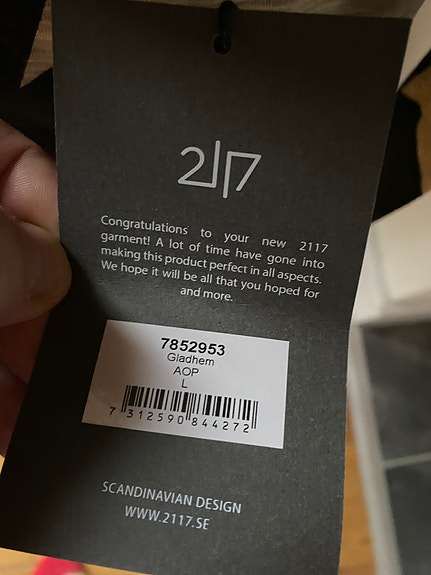 2117
Congratulations to your new 2117
garment! A lot of time have gone into
making this product perfect in all aspects.
We hope it will be all that you hoped for
and more.
7852953
Gladhem
AOP
L
7 312590 844272
SCANDINAVIAN DESIGN
WWW.2117.SE